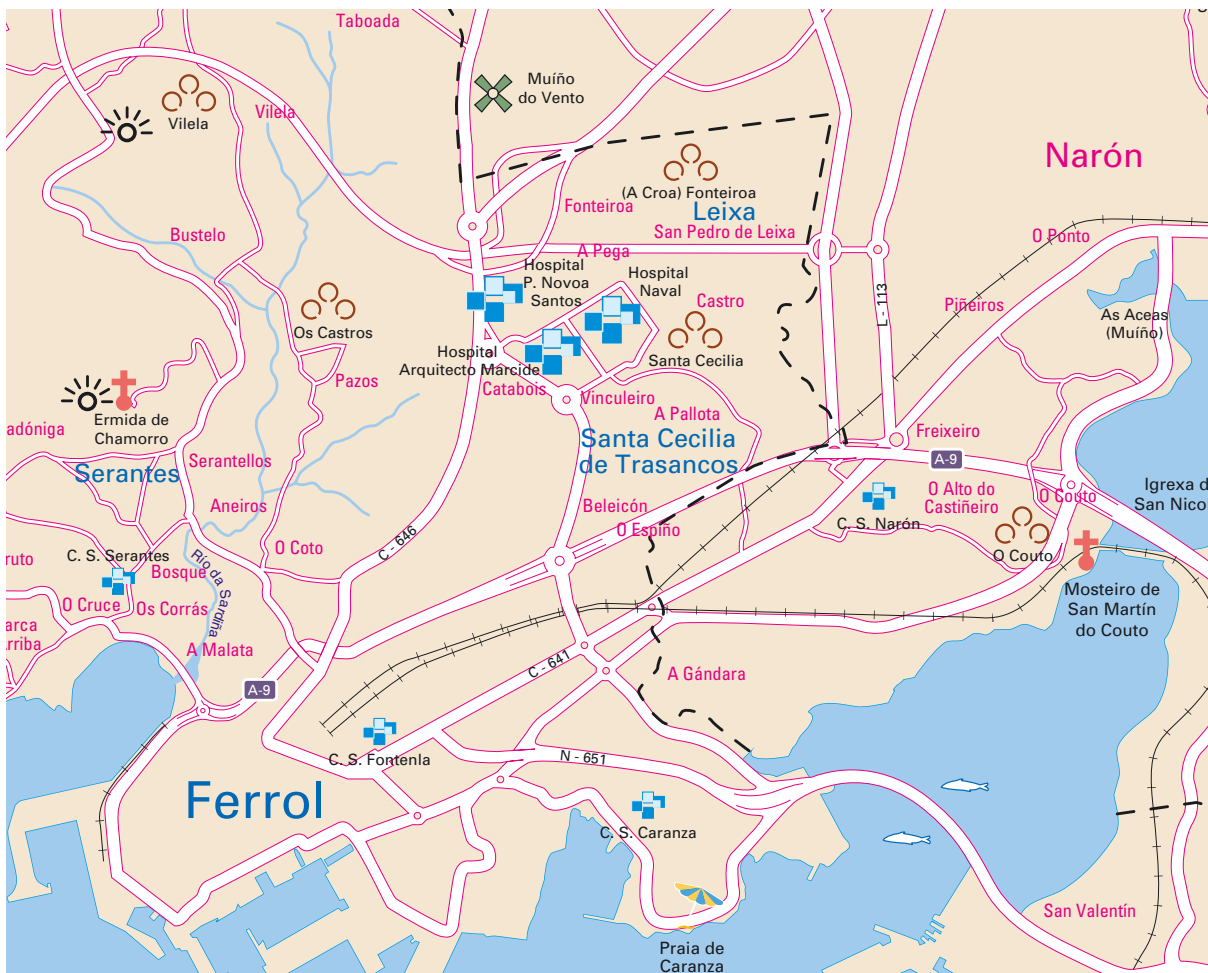 Taboada
Muíño
do Vento
Vilela
Vilela
Narón
(A Croa) Fonteiroa
Fonteiroa
Leixa
San Pedro de Leixa
Bustelo
O Ponto
A Pega
Hospital
P. Novoa
Santos
Hospital
Naval
Castro
L - 113
Piñeiros
As Aceas
(Muíño)
Os Castros
Santa Cecilia
Hospital
Arquitecto Marcide
Pazos
Catabois
Vinculeiro
A Pallota
Ermida de
Chamorro
adóniga
Freixeiro
Santa Cecilia
de Trasancos
Serantellos
Serantes
A-9
Igrexa d
San Nico
O Alto do
Castiñeiro
O Couto
Aneiros
Beleicón
C. S. Narón
O Espiño
C - 646
O Coto
C. S. Serantes
O Couto
ruto
Bosque
Río da Sardiña
Mosteiro de
San Martín
do Couto
O Cruce
Os Corrás
arca
rriba
A Malata
C - 641
A Gándara
A-9
C. S. Fontenla
N - 651
Ferrol
C. S. Caranza
San Valentín
Praia de
Caranza